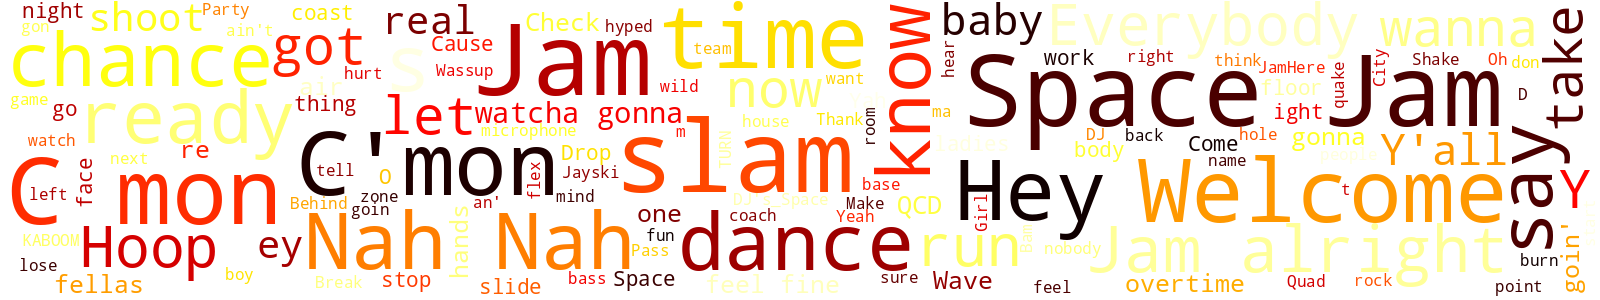 night
shoot
Party
coast
real
Check
hyped
time
baby
Everybody
wanna
take
gon
ain't
chance
got
Cause
s
Jam
team
know
hear
work
right
think
JamHere
City
Shake
Oh
don
hurt
Wassup
wild
now
want
Space Jam
quake
floor
game
go
ready
air
thing
let
watcha gonna
Thank
ma
ight
D
watch
re
C'mon
microphone
m
house
room
DJ
back
hole
gonna
body
Come
name
Y'all
say
next
face
tell
flex
Drop
Jayski
slam
TURN
ladies
people
C mon
left
O
zone
goin
mind
base
Hey
Welcome
t
Y
Behind
an'
DJ's_Space
Make
Yeah
QCD
Girl
KABOOM
Hoop
ey
Nah Nah
hands
one
coach
fun
dance
run
Bam
nobody
Jam alright
goin'
burn
lose
Pass
fellas
boy
Break
stop
slide
bass
Space
feel fine
sure
Wave
feel
overtime
Quad
rock
point